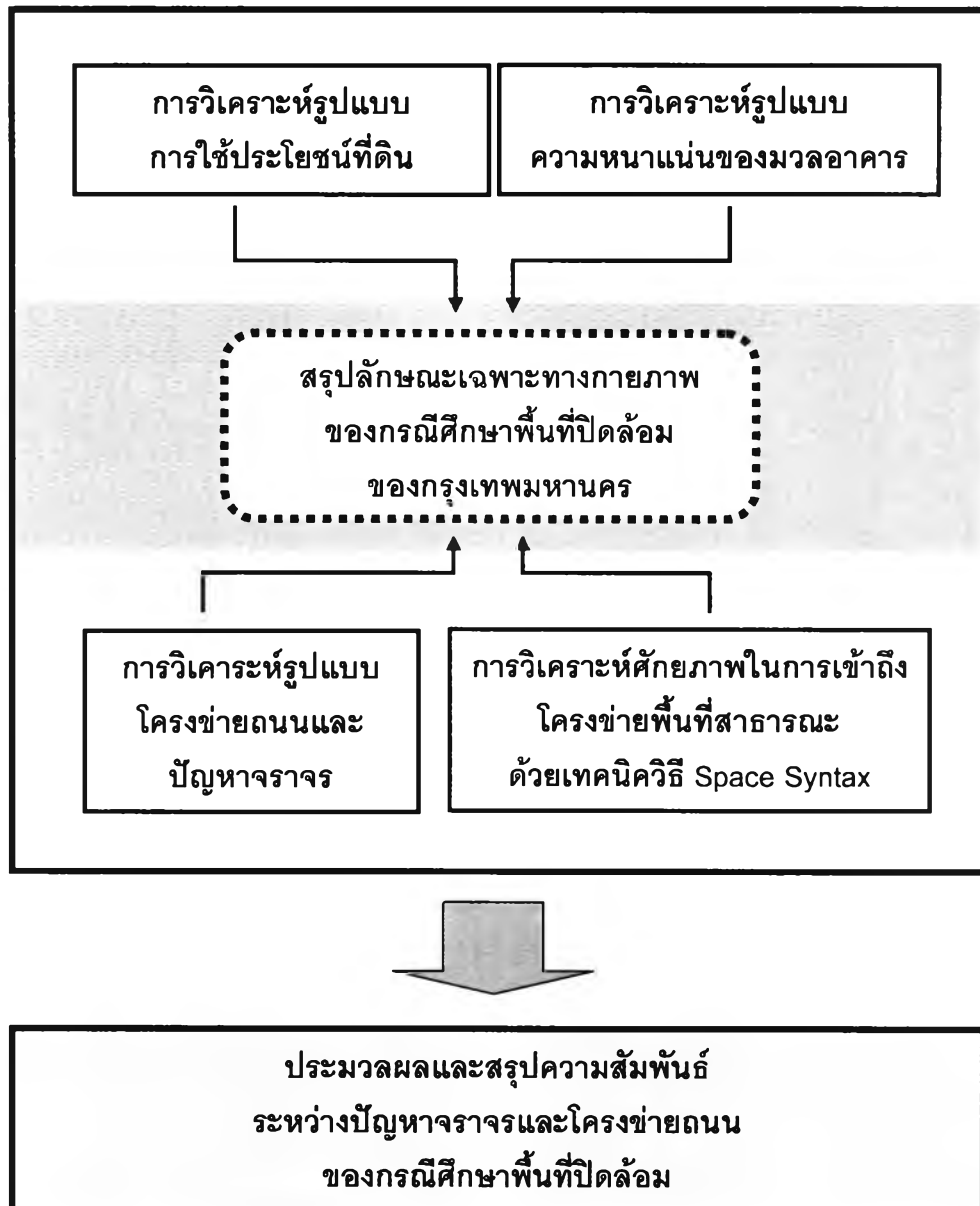 การวิเคราะห์รูปแบบ
การใช้ประโยชน์ที่ดิน
การวิเคราะห์รูปแบบ
ความหนาแน่นของมวลอาคาร
สรุปลักษณะเฉพาะทางกายภาพ
ของกรณีศึกษาพื้นที่ปิดล้อม
ของกรุงเทพมหานคร
การวิเคาระห์รูปแบบ
โครงข่ายถนนและ
ปัญหาจราจร
การวิเคราะห์ศักยภาพในการเข้าถึง
โครงข่ายพื้นที่สาธารณะ
ด้วยเทคนิควิธี Space Syntax
ประมวลผลและสรุปความสัมพันธ์
ระหว่างปัญหาจราจรและโครงข่ายถนน
ของกรณีศึกษาพื้นที่ปิดล้อม